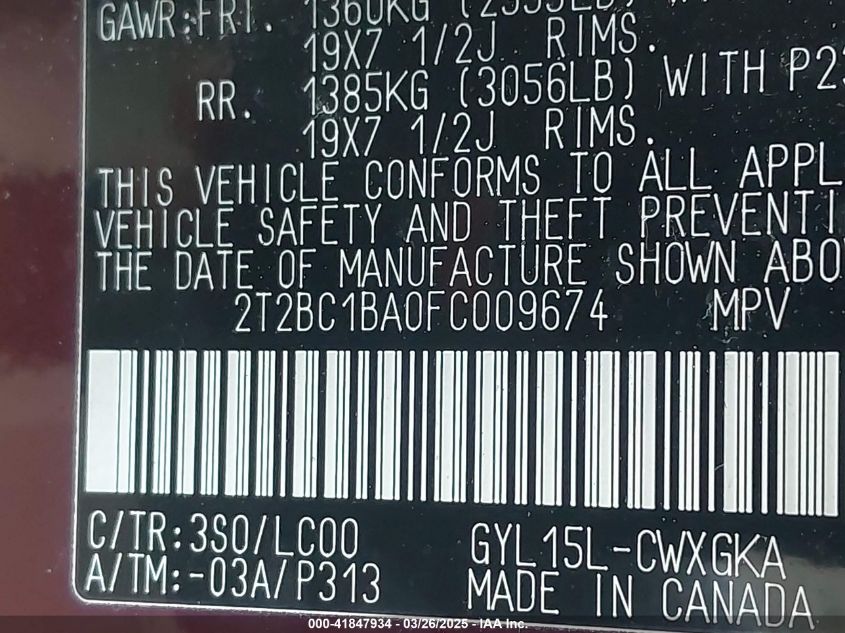 GAWR:FRT. 1360KG
19X7 1/2J RIMS.
RR. 1385KG (3056LB) WITH P23
19X7 1/2J RIMS.
THIS VEHICLE CONFORMS TO ALL APPL
VEHICLE SAFETY AND THEFT PREVENTI
THE DATE OF MANUFACTURE SHOWN ABO
2T2BC1BA0FC009674 MPV
C/TR:3S0/LC00 GYL15L-CWXGKA
A/TM:-03A/P313 MADE IN CANADA
000-41847934 - 03/26/2025 - IAA Inc.